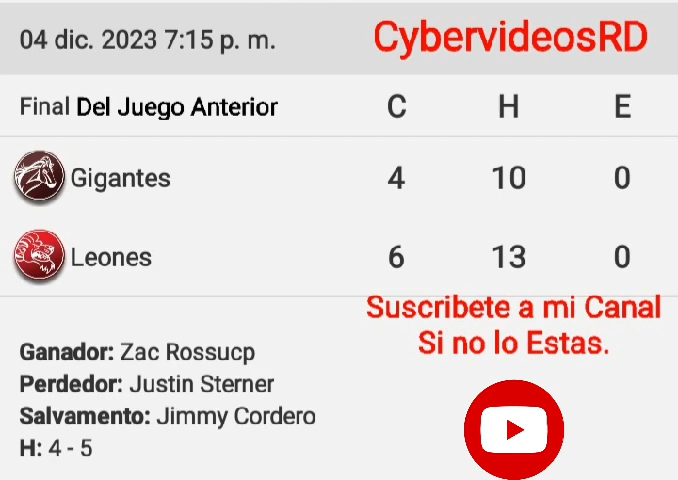 04 dic. 2023 7:15 p. m. CybervideosRD
Final Del Juego Anterior C H E
Gigantes 4 10 0
Leones 6 13 0
Suscribete a mi Canal
Si no lo Estas.
Ganador: Zac Rossucp
Perdedor: Justin Sterner
Salvamento: Jimmy Cordero
H: 4 - 5